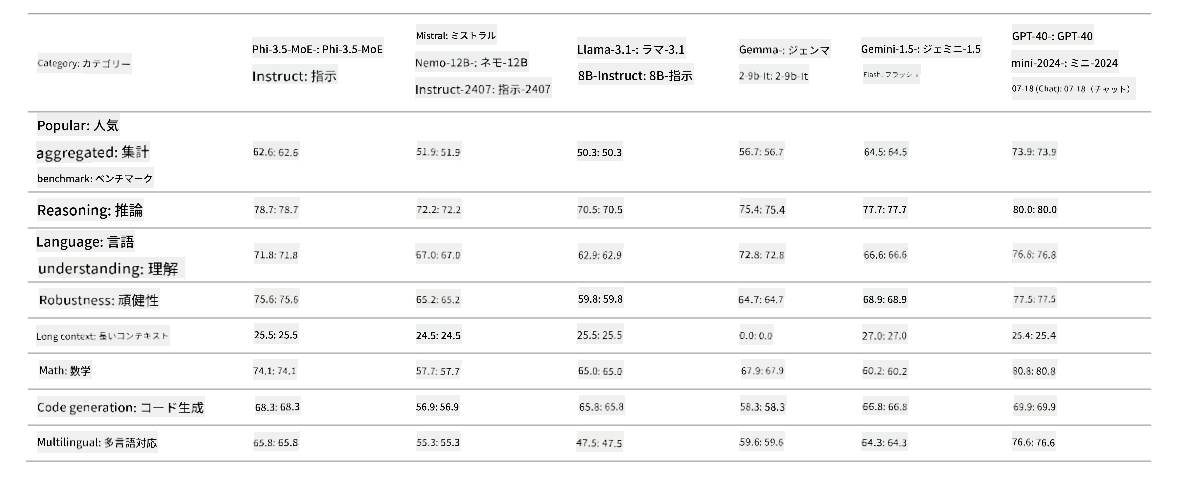 Category: カテゴリー
Phi-3.5-MoE-: Phi-3.5-MoE
Instruct: 指示
Mistral: ミストラル
Nemo-12B-: ネモ-12B
Instruct-2407: 指示-2407
Llama-3.1-: ラマ-3.1
8B-Instruct: 8B-指示
Gemma-: ジェンマ
2-9b-It: 2-9b-It
Gemini-1.5-: ジェミニ-1.5
Flash: フラッシュ
GPT-40-: GPT-40
mini-2024-: ミニ-2024
07-18 (Chat): 07-18（チャット）
Popular: 人気
aggregated: 集計
benchmark: ベンチマーク
62.6: 62.6
51.9: 51.9
50.3: 50.3
56.7: 56.7
64.5: 64.5
73.9: 73.9
Reasoning: 推論
78.7: 78.7
72.2: 72.2
70.5: 70.5
75.4: 75.4
77.7: 77.7
80.0: 80.0
Language: 言語
understanding: 理解
71.8: 71.8
67.0: 67.0
62.9: 62.9
72.8: 72.8
66.6: 66.6
76.8: 76.8
Robustness: 頑健性
75.6: 75.6
65.2: 65.2
59.8: 59.8
64.7: 64.7
68.9: 68.9
77.5: 77.5
Long context: 長いコンテキスト
25.5: 25.5
24.5: 24.5
25.5: 25.5
0.0: 0.0
27.0: 27.0
25.4: 25.4
Math: 数学
74.1: 74.1
57.7: 57.7
65.0: 65.0
67.9: 67.9
60.2: 60.2
80.8: 80.8
Code generation: コード生成
68.3: 68.3
56.9: 56.9
65.8: 65.8
58.3: 58.3
66.8: 66.8
69.9: 69.9
Multilingual: 多言語対応
65.8: 65.8
55.3: 55.3
47.5: 47.5
59.6: 59.6
64.3: 64.3
76.6: 76.6